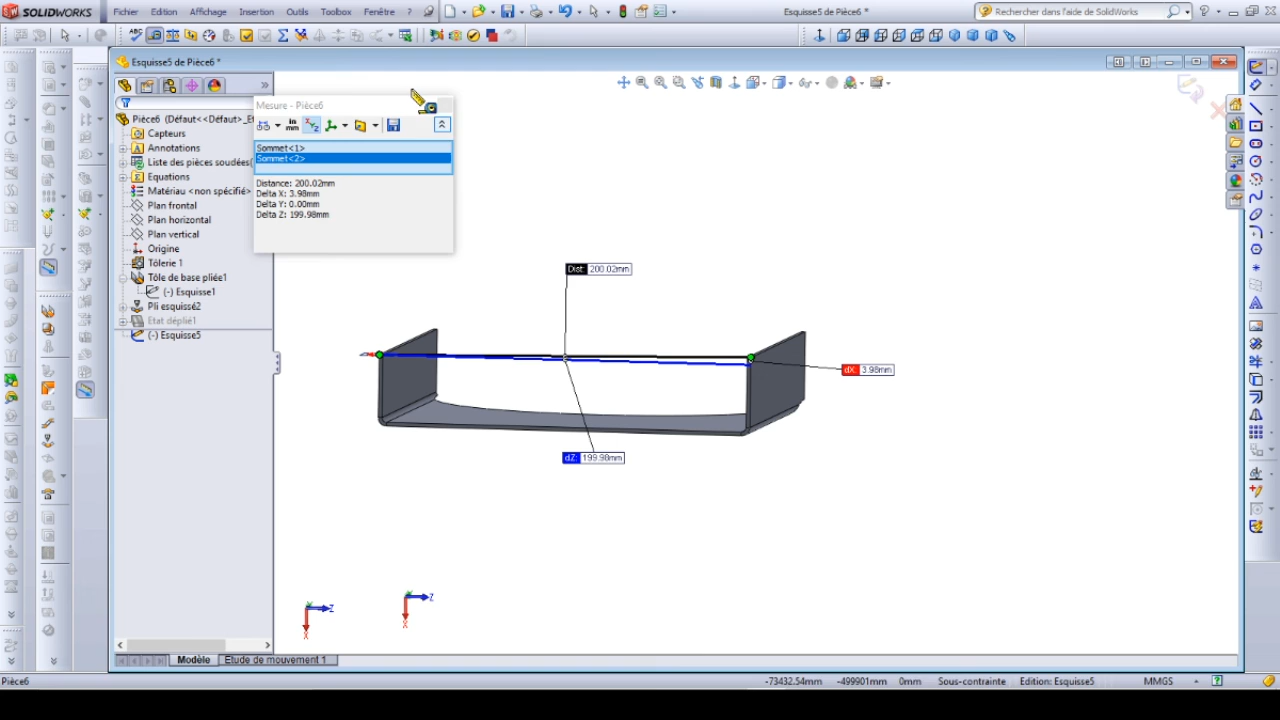 SOLIDWORKS
Fichier Edition Affichage Insertion Outils Toolbox Fenêtre ? Esquisse5 de Pièce6 * Rechercher dans l'aide de SolidWorks
Esquisse5 de Pièce6 *
Mesure - Pièce6
in
mm
Sommet<1>
Sommet<2>
Distance: 200.02mm
Delta X: 3.98mm
Delta Y: 0.00mm
Delta Z: 199.98mm
Pièce6 (Défaut<<Défaut>_E
Capteurs
Annotations
Liste des pièces soudées(
Equations
Matériau <non spécifié>
Plan frontal
Plan horizontal
Plan vertical
Origine
Tôlerie 1
Tôle de base pliée1
(-) Esquisse1
Pli esquissé2
Etat déplié1
(-) Esquisse5
Dist: 200.02mm
dX: 3.98mm
dZ: 199.98mm
Z
X
Z
X
Modèle Etude de mouvement 1
Pièce6 -73432.54mm -499901mm 0mm Sous-contrainte Edition: Esquisse5 MMGS